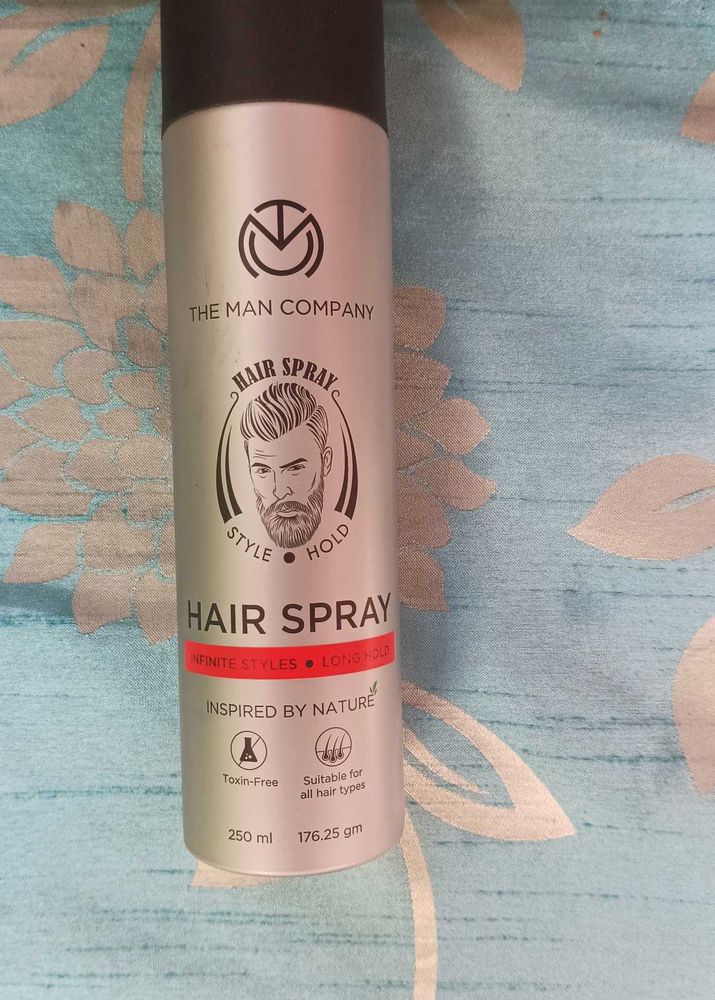 THE MAN COMPANY
HAIR SPRAY
STYLE ● HOLD
HAIR SPRAY
INFINITE STYLES ● LONG HOLD
INSPIRED BY NATURE
Toxin-Free
Suitable for
all hair types
250 ml 176.25 gm